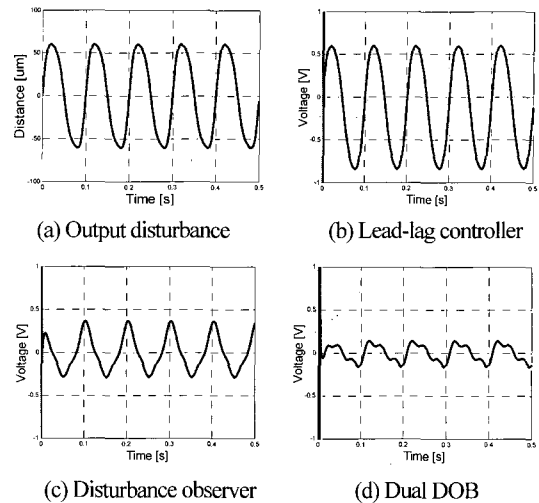 100
50
0
-50
-100
Distance [um]
0 0.1 0.2 0.3 0.4 0.5
Time [s]
(a) Output disturbance
1
0.5
0
-0.5
-1
Voltage [V]
0 0.1 0.2 0.3 0.4 0.5
Time [s]
(b) Lead-lag controller
1
0.5
0
-0.5
-1
Voltage [V]
0 0.1 0.2 0.3 0.4 0.5
Time [s]
(c) Disturbance observer
1
0.5
0
-0.5
-1
Voltage [V]
0 0.1 0.2 0.3 0.4 0.5
Time [s]
(d) Dual DOB